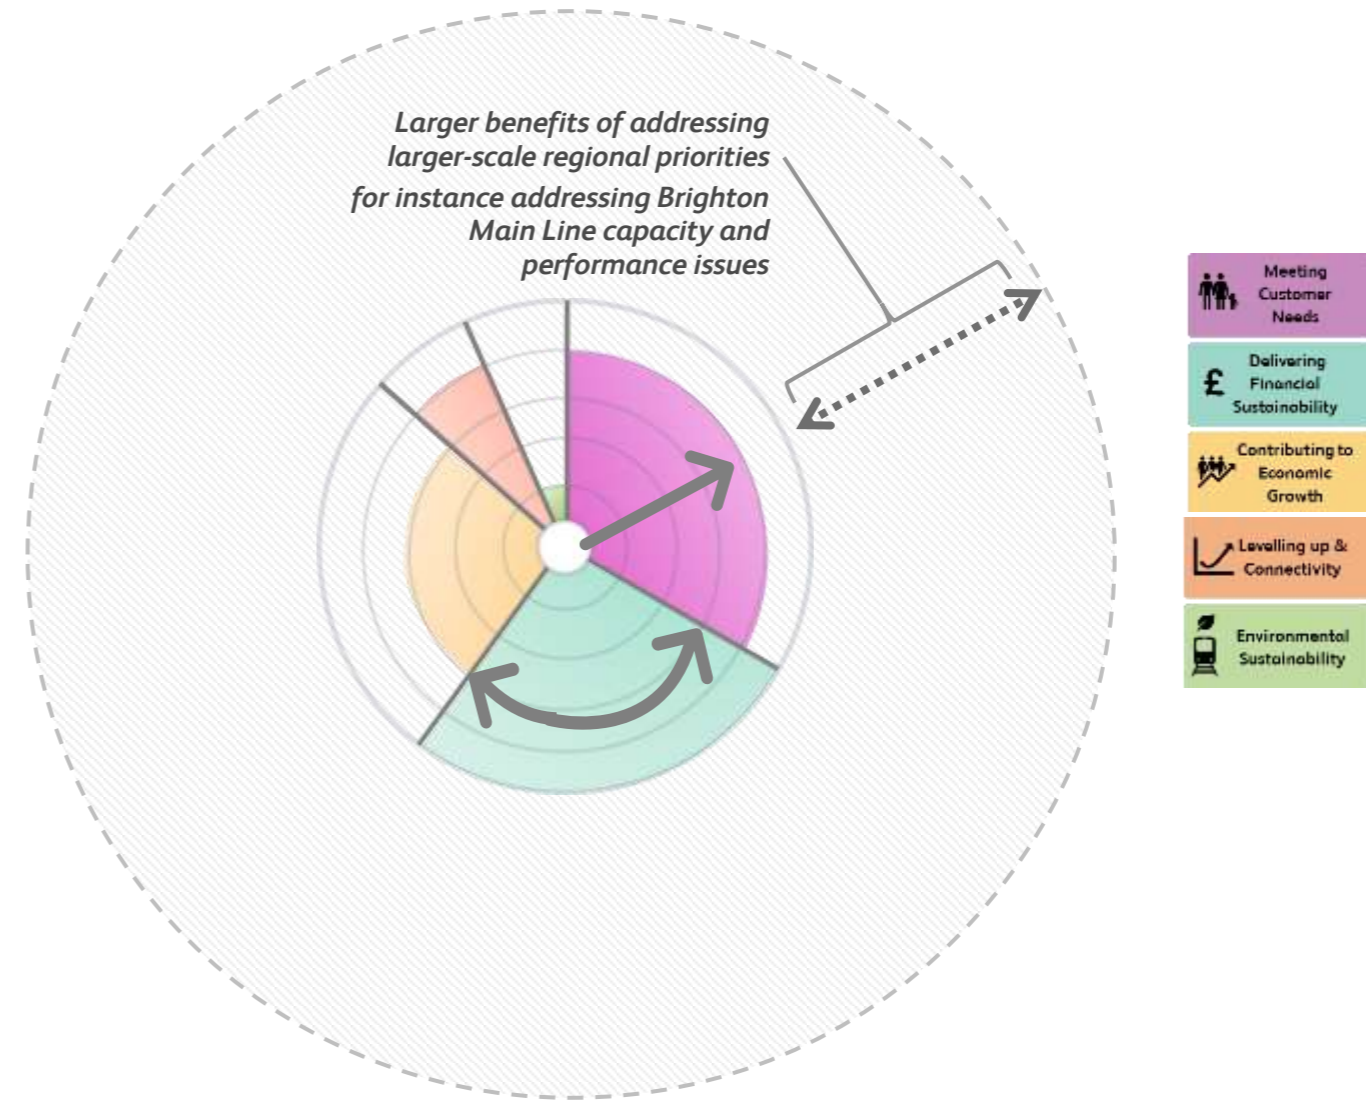 Larger benefits of addressing
larger-scale regional priorities
for instance addressing Brighton
Main Line capacity and
performance issues
Meeting
Customer
Needs
£
Delivering
Financial
Sustainability
Contributing to
Economic
Growth
Levelling up &
Connectivity
Environmental
Sustainability